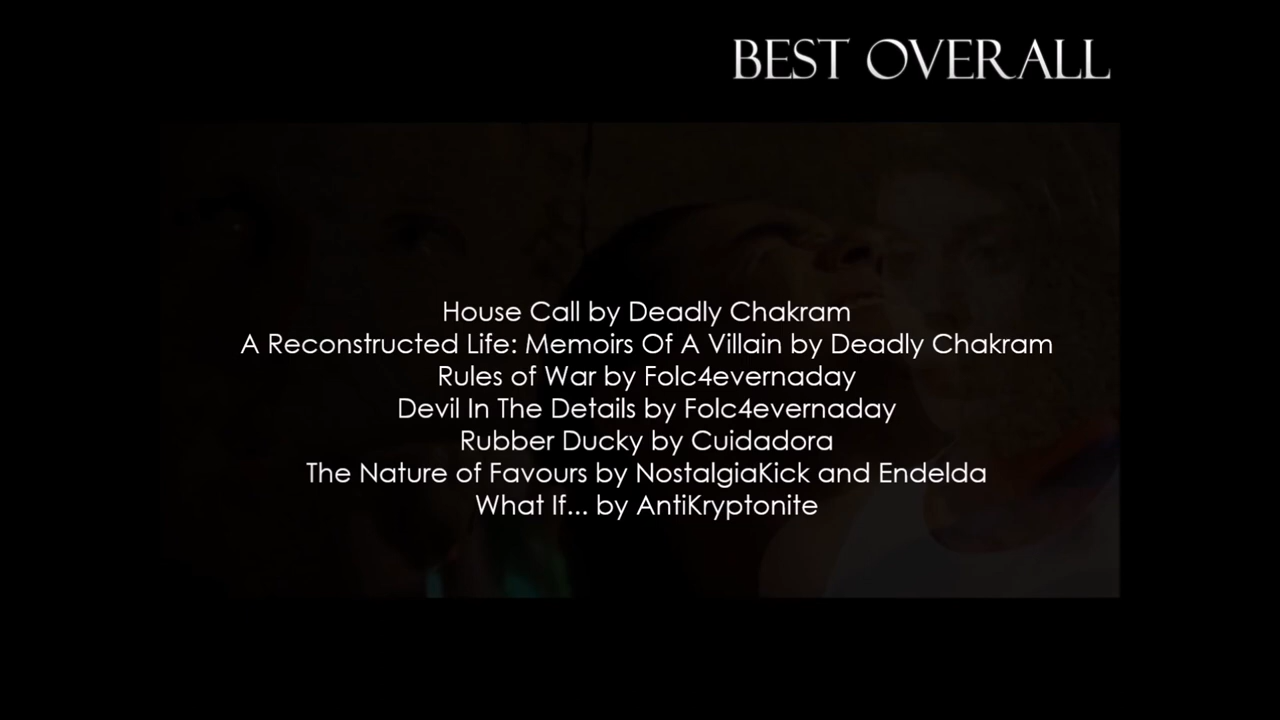 BEST OVERALL
House Call by Deadly Chakram
A Reconstructed Life: Memoirs Of A Villain by Deadly Chakram
Rules of War by Folc4evernaday
Devil In The Details by Folc4evernaday
Rubber Ducky by Cuidadora
The Nature of Favours by NostalgiaKick and Endelda
What If... by AntiKryptonite